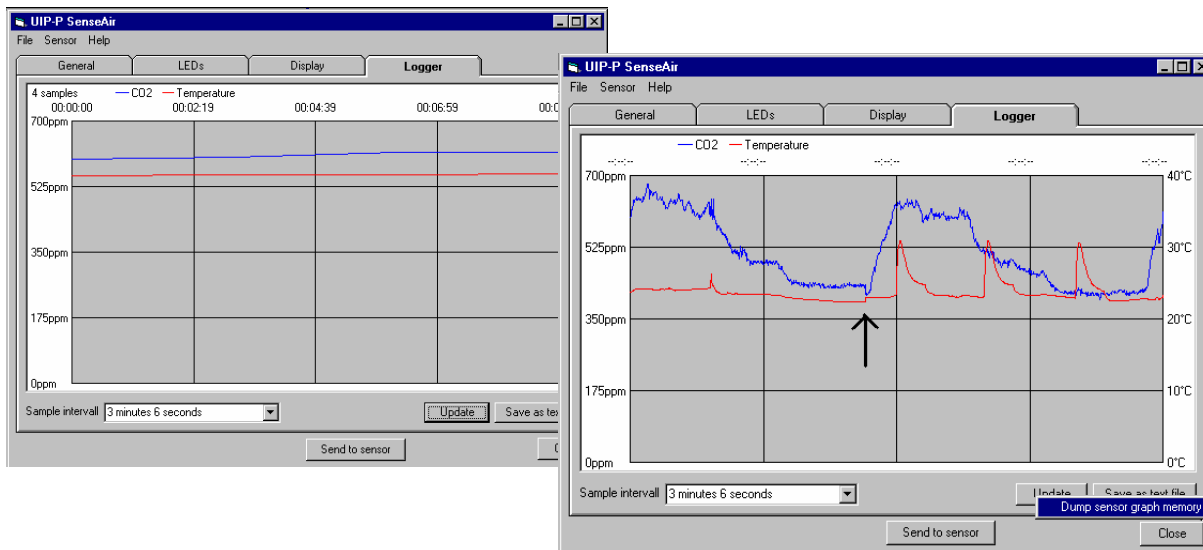 UIP-P SenseAir
File Sensor Help
General LEDs Display Logger
4 samples CO2 Temperature
00:00:00 00:02:19 00:04:39 00:06:59
700ppm
525ppm
350ppm
175ppm
0ppm
Sample intervall 3 minutes 6 seconds Update
Send to sensor
UIP-P SenseAir
File Sensor Help
General LEDs Display Logger
CO2 Temperature
--:--:-- --:--:-- --:--:-- --:--:-- --:--:--
700ppm 40°C
525ppm 30°C
350ppm 20°C
175ppm 10°C
0ppm 0°C
Sample intervall 3 minutes 6 seconds Update Save as text file
Dump sensor graph memory
Send to sensor Close